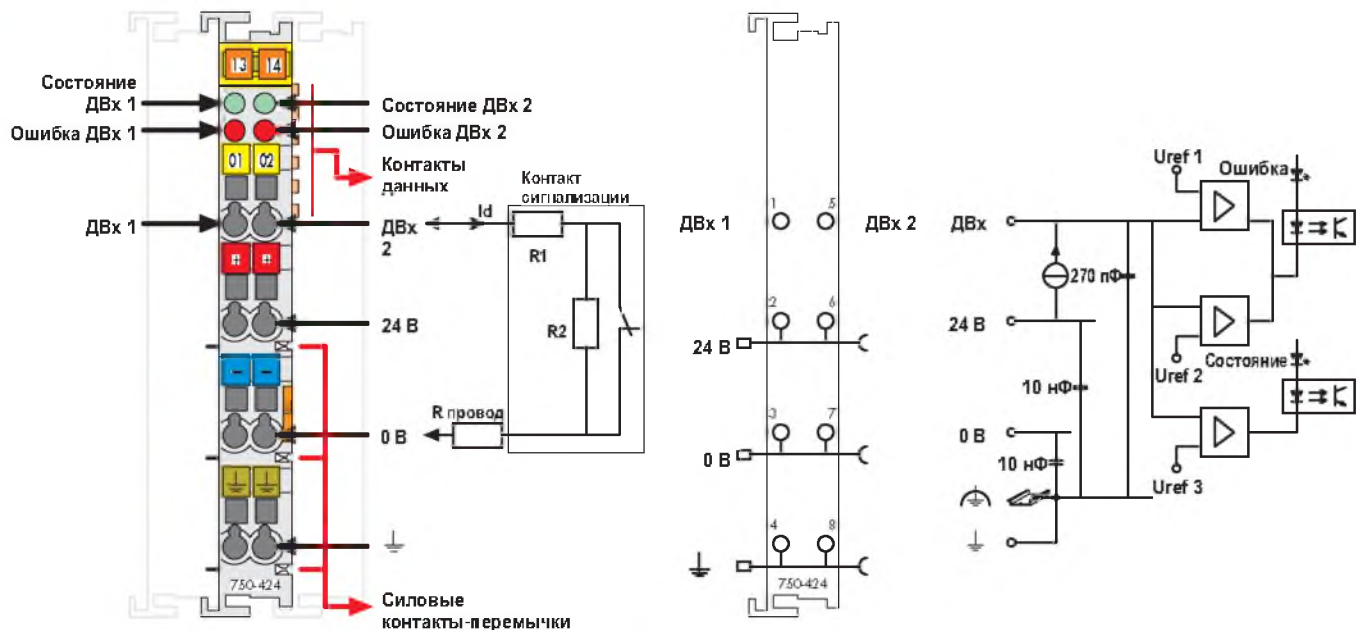 13 14
Состояние
ДВх 1
Ошибка ДВх 1
Состояние ДВх 2
Ошибка ДВх 2
01 02
Контакты
данных
ДВх 1
ДВх
2
Id
Контакт
сигнализации
R1
R2
+ +
24 В
- -
R провод
0 В
750-424
Силовые
контакты-перемычки
ДВх 1
1 5
ДВх 2
2 6
24 В
3 7
0 В
4 8
750-424
Uref 1
Ошибка
ДВх
270 пФ
24 В
Uref 2
Состояние
10 нФ
0 В
10 нФ
Uref 3